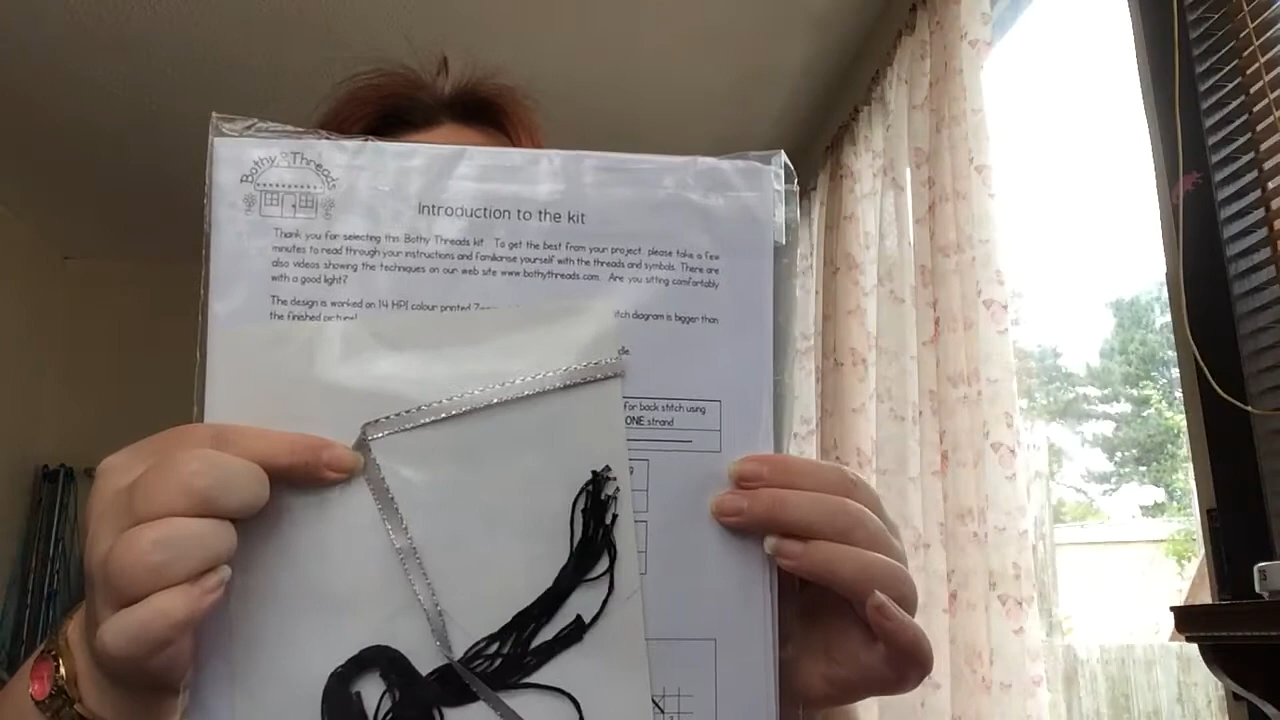 Bothy Threads
Introduction to the kit
Thank you for selecting this Bothy Threads kit. To get the best from your project, please take a few
minutes to read through your instructions and familiarise yourself with the threads and symbols. There are
also videos showing the techniques on our web site www.bothythreads.com. Are you sitting comfortably
with a good light?
The design is worked on 14 HPI colour printed
diagram is bigger than
the finished
for back stitch using
ONE strand